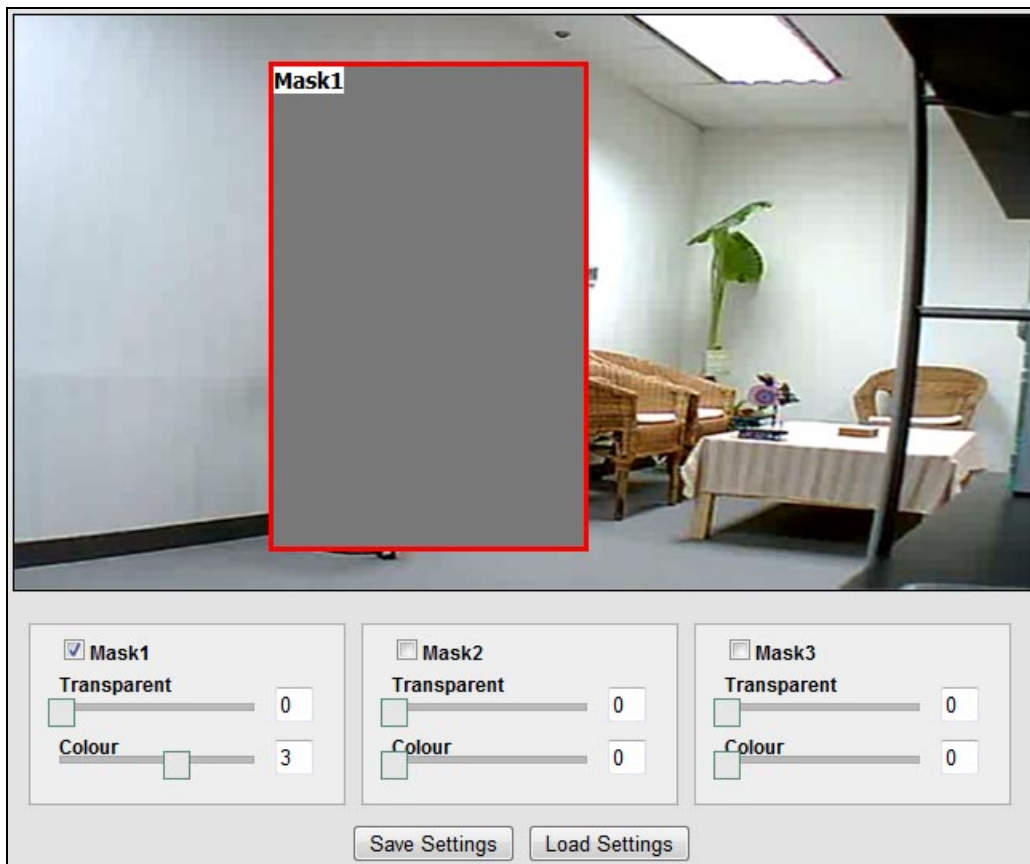 Mask1
Mask1
Transparent
0
Colour
3
Mask2
Transparent
0
Colour
0
Mask3
Transparent
0
Colour
0
Save Settings
Load Settings